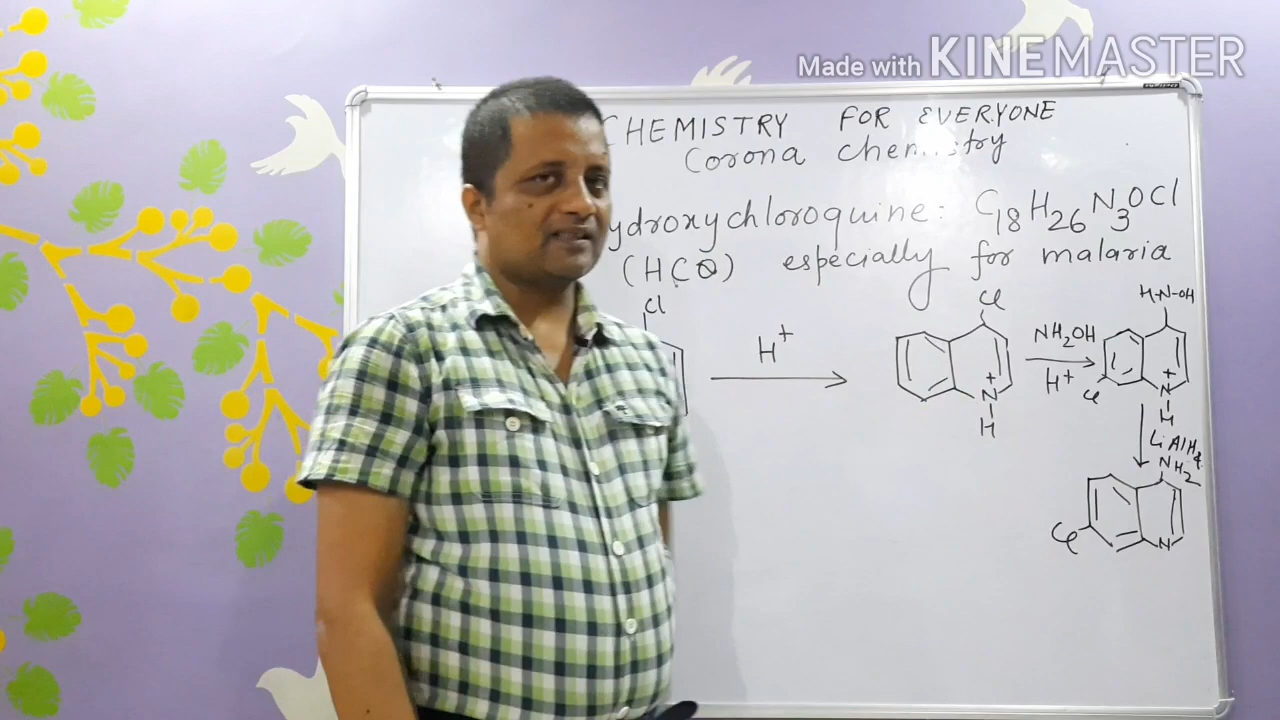 Made with KINEMASTER
CHEMISTRY FOR EVERYONE
Corona chemistry
ydroxychloroquine: C18H26N3OCl
(HCQ) especially for malaria
Cl
H+
Cl
N+
H
NH2OH
H+
H-N-OH
Cl
N+
H
LiAlH4
NH2
Cl
N